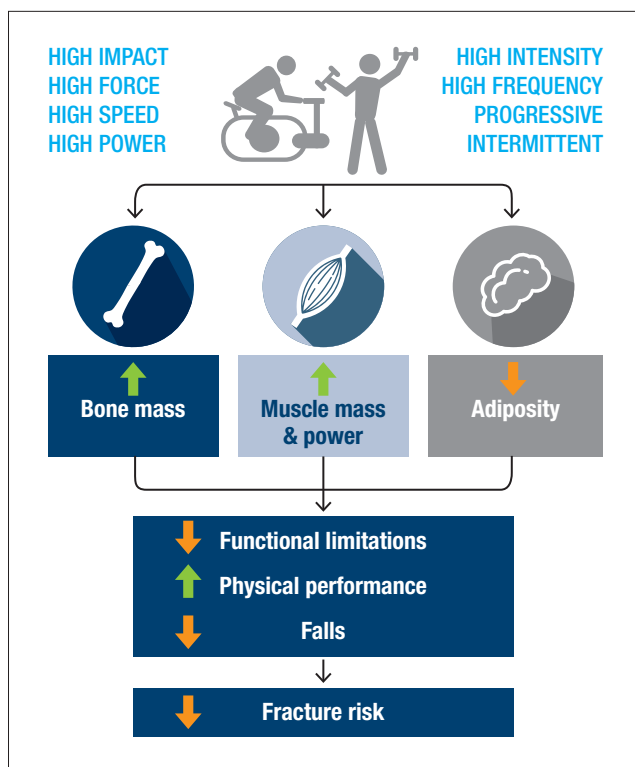 HIGH IMPACT
HIGH FORCE
HIGH SPEED
HIGH POWER
HIGH INTENSITY
HIGH FREQUENCY
PROGRESSIVE
INTERMITTENT
Bone mass
Muscle mass
& power
Adiposity
Functional limitations
Physical performance
Falls
Fracture risk